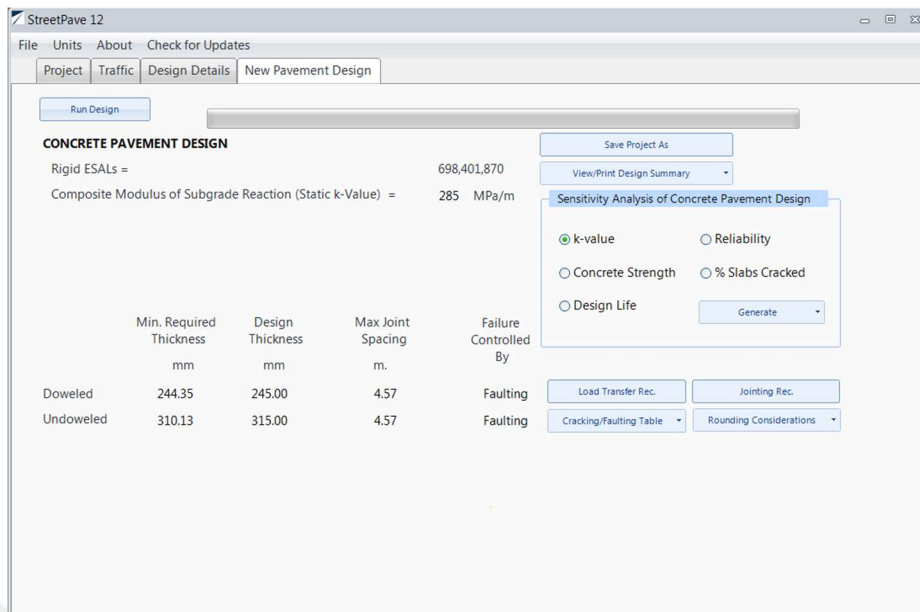 StreetPave 12
File Units About Check for Updates
Project Traffic Design Details New Pavement Design
Run Design
CONCRETE PAVEMENT DESIGN
Save Project As
Rigid ESALs = 698,401,870
View/Print Design Summary
Composite Modulus of Subgrade Reaction (Static k-Value) = 285 MPa/m
Sensitivity Analysis of Concrete Pavement Design
k-value Reliability
Concrete Strength % Slabs Cracked
Design Life Generate
Min. Required Design Max Joint Failure
Thickness Thickness Spacing Controlled
By
mm mm m.
Doweled 244.35 245.00 4.57 Faulting Load Transfer Rec. Jointing Rec.
Undoweled 310.13 315.00 4.57 Faulting Cracking/Faulting Table Rounding Considerations